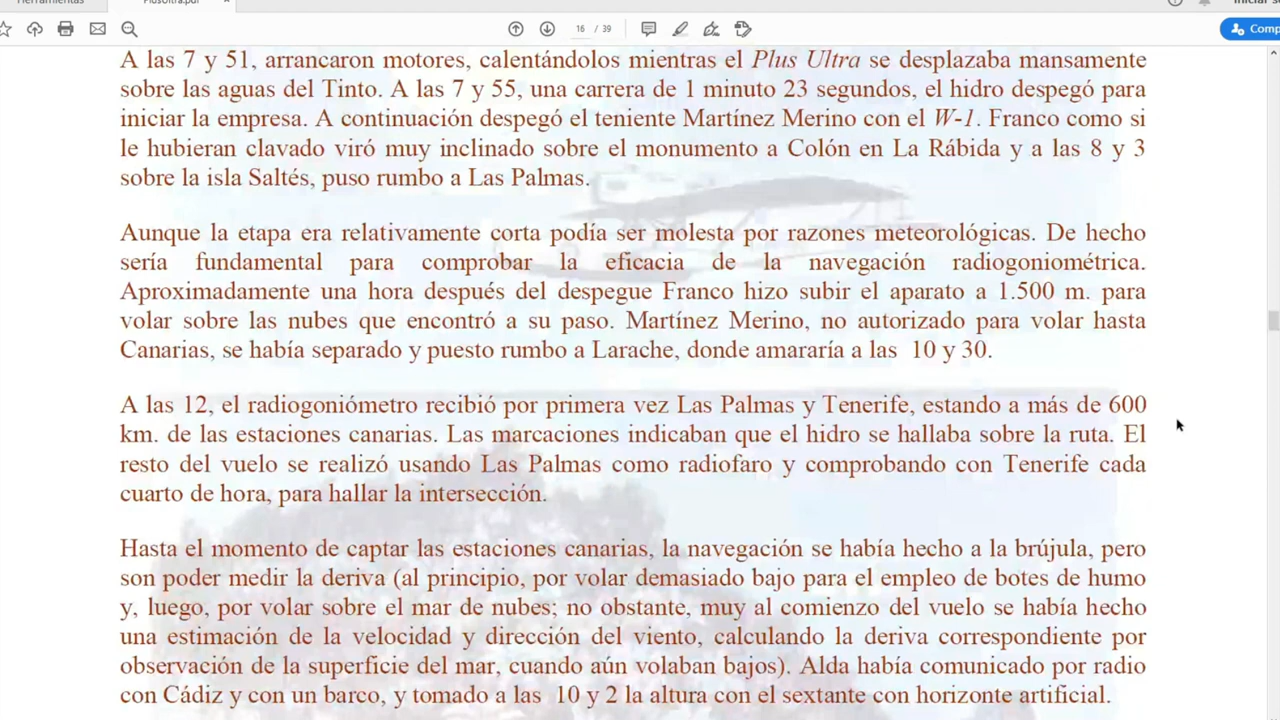 Herramientas
PlusUltra.pdf
×
Iniciar se
16 / 39
Comp
A las 7 y 51, arrancaron motores, calentándolos mientras el Plus Ultra se desplazaba mansamente
sobre las aguas del Tinto. A las 7 y 55, una carrera de 1 minuto 23 segundos, el hidro despegó para
iniciar la empresa. A continuación despegó el teniente Martínez Merino con el W-1. Franco como si
le hubieran clavado viró muy inclinado sobre el monumento a Colón en La Rábida y a las 8 y 3
sobre la isla Saltés, puso rumbo a Las Palmas.
Aunque la etapa era relativamente corta podía ser molesta por razones meteorológicas. De hecho
sería fundamental para comprobar la eficacia de la navegación radiogoniométrica.
Aproximadamente una hora después del despegue Franco hizo subir el aparato a 1.500 m. para
volar sobre las nubes que encontró a su paso. Martínez Merino, no autorizado para volar hasta
Canarias, se había separado y puesto rumbo a Larache, donde amararía a las 10 y 30.
A las 12, el radiogoniómetro recibió por primera vez Las Palmas y Tenerife, estando a más de 600
km. de las estaciones canarias. Las marcaciones indicaban que el hidro se hallaba sobre la ruta. El
resto del vuelo se realizó usando Las Palmas como radiofaro y comprobando con Tenerife cada
cuarto de hora, para hallar la intersección.
Hasta el momento de captar las estaciones canarias, la navegación se había hecho a la brújula, pero
son poder medir la deriva (al principio, por volar demasiado bajo para el empleo de botes de humo
y, luego, por volar sobre el mar de nubes; no obstante, muy al comienzo del vuelo se había hecho
una estimación de la velocidad y dirección del viento, calculando la deriva correspondiente por
observación de la superficie del mar, cuando aún volaban bajos). Alda había comunicado por radio
con Cádiz y con un barco, y tomado a las 10 y 2 la altura con el sextante con horizonte artificial.